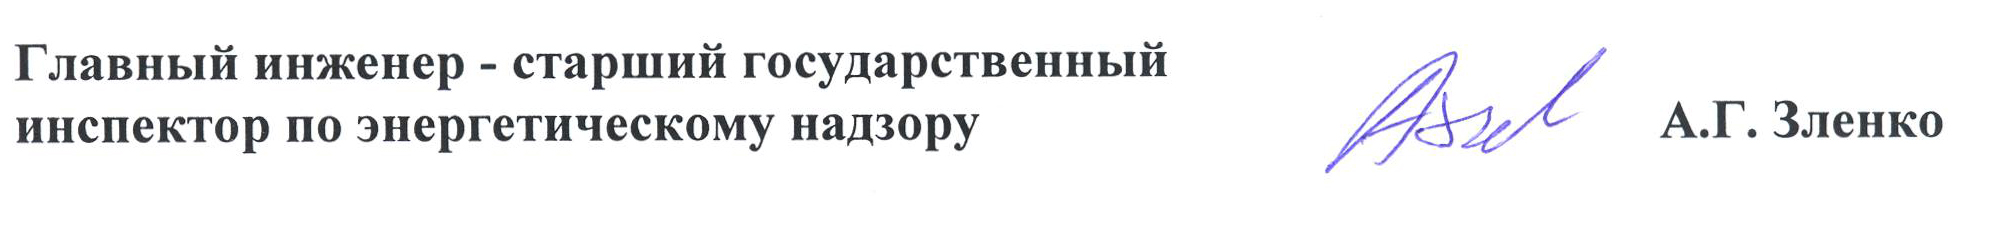 Главный инженер - старший государственный
инспектор по энергетическому надзору
А.Г. Зленко